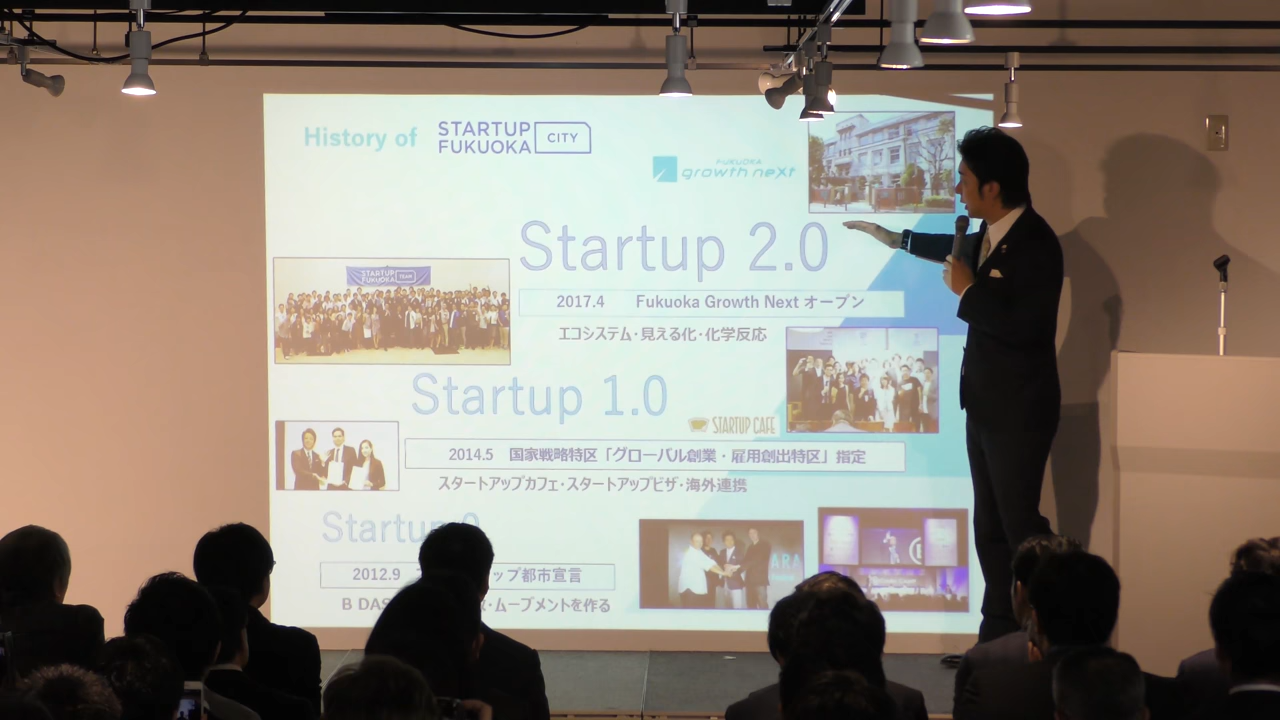 History of STARTUP FUKUOKA CITY
FUKUOKA growth next
Startup 2.0
STARTUP FUKUOKA TEAM
2017.4 Fukuoka Growth Next オープン
エコシステム・見える化・化学反応
Startup 1.0
STARTUP CAFE
2014.5 国家戦略特区「グローバル創業・雇用創出特区」指定
スタートアップカフェ・スタートアップビザ・海外連携
Startup 0
2012.9 ップ都市宣言
B DAS ・ムーブメントを作る